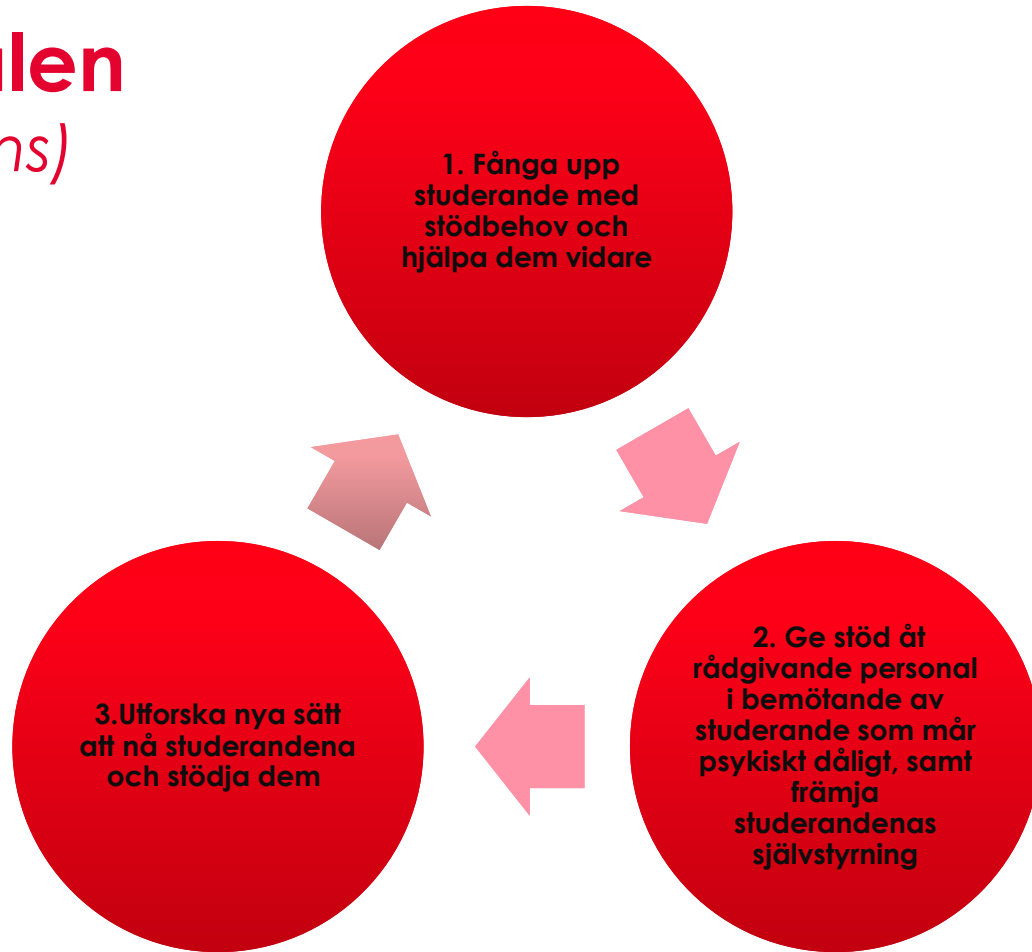 ålen
ns)
1. Fånga upp
studerande med
stödbehov och
hjälpa dem vidare
2. Ge stöd åt
rådgivande personal
i bemötande av
studerande som mår
psykiskt dåligt, samt
främja
studerandenas
självstyrning
3.Utforska nya sätt
att nå studerandena
och stödja dem